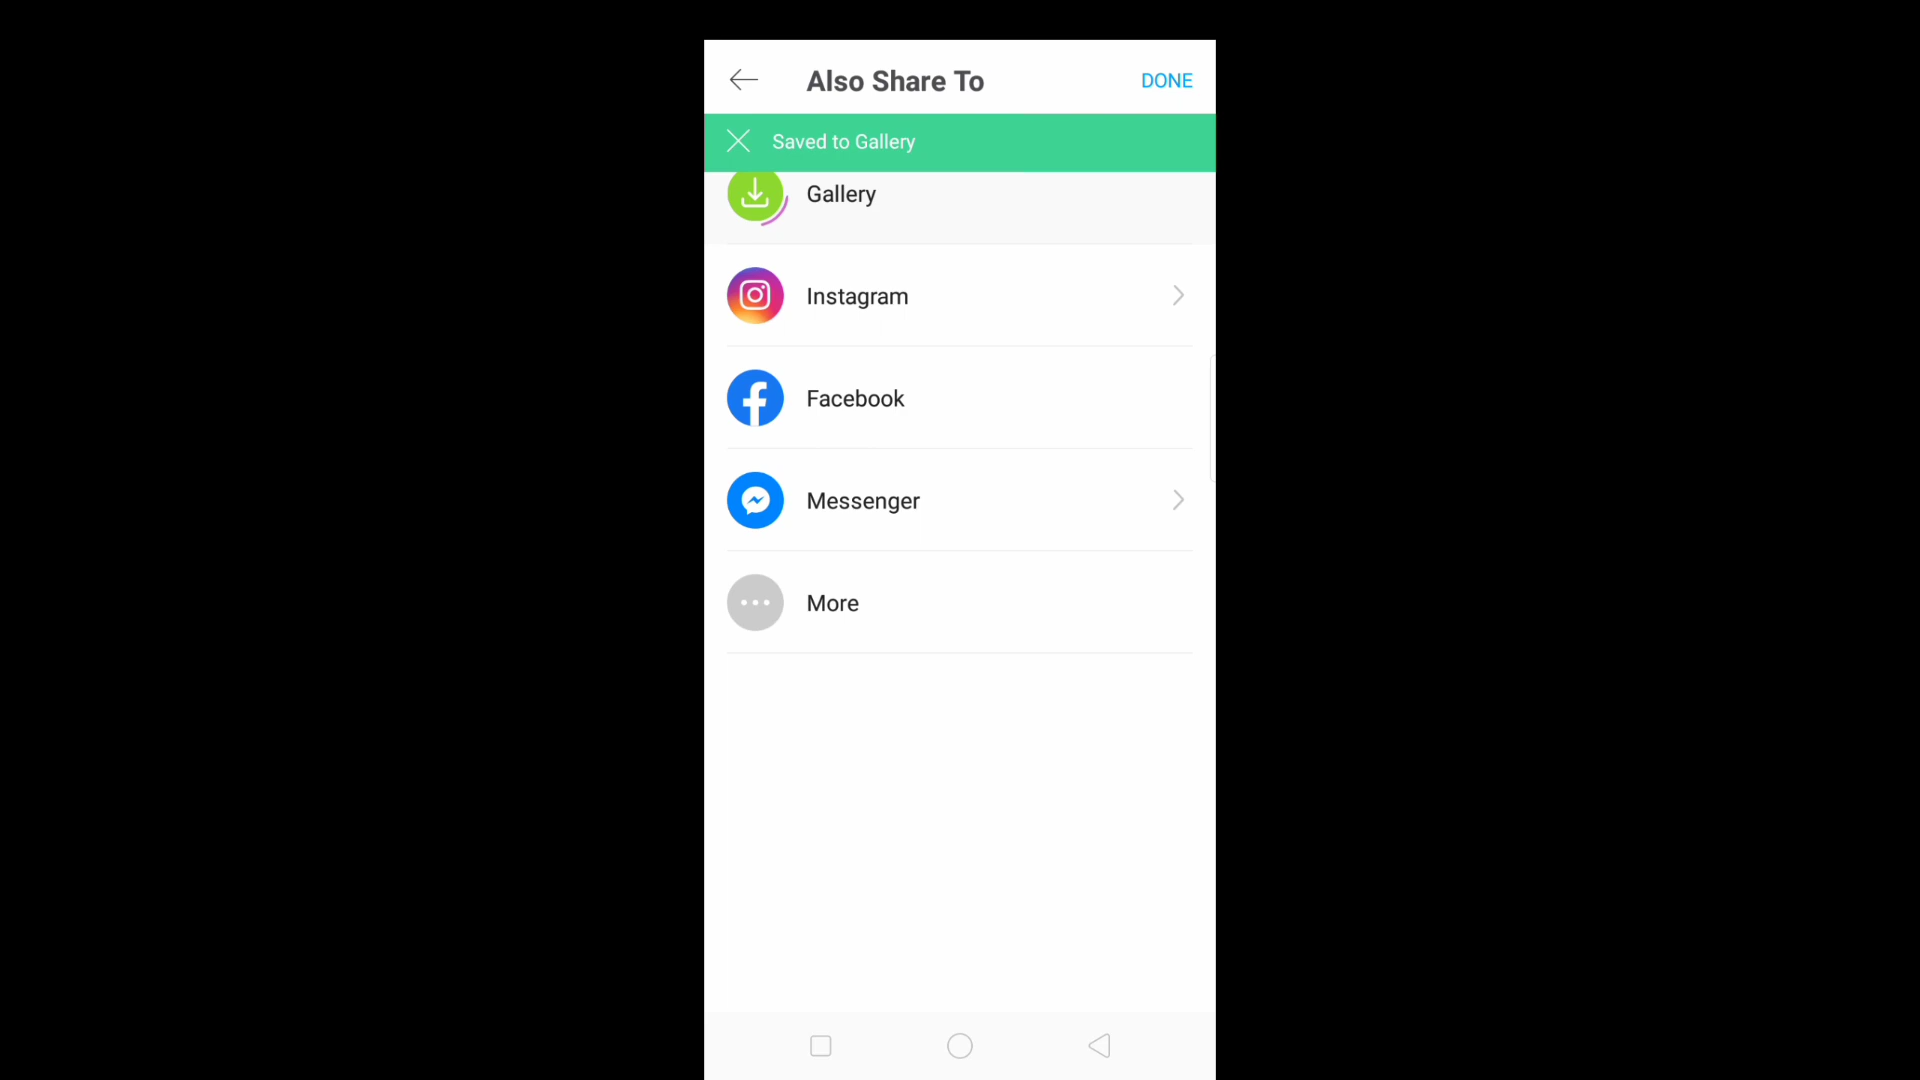 Also Share To
DONE
Saved to Gallery
Gallery
Instagram
Facebook
Messenger
More